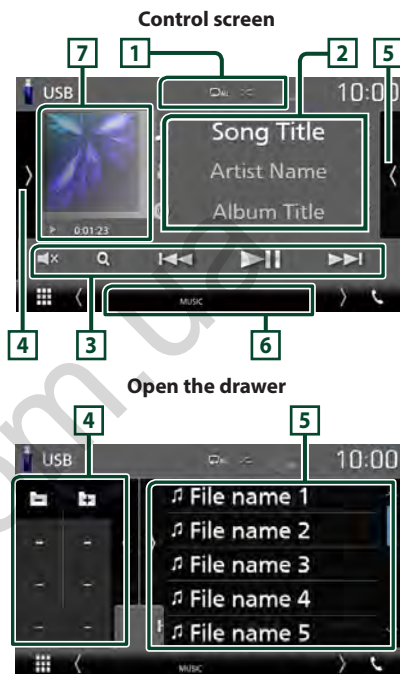 Control screen
7 1 2 5
USB 10:00
Song Title
Artist Name
Album Title
0:01:23
MUSIC
4 3 6
Open the drawer
4 5
USB 10:00
File name 1
File name 2
File name 3
File name 4
File name 5
MUSIC
om.ua